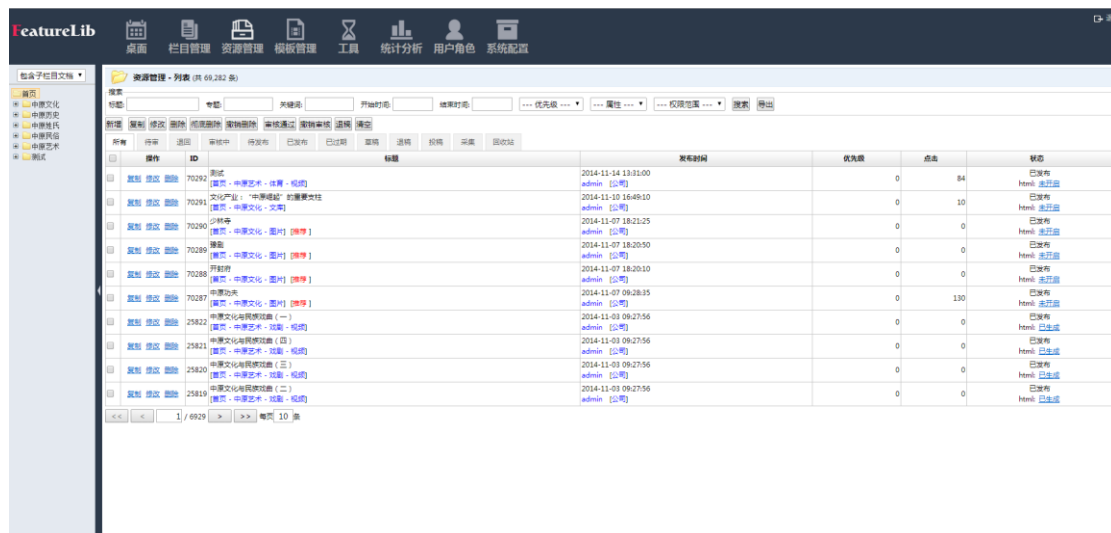 FeatureLib
桌面 栏目管理 资源管理 模板管理 工具 统计分析 用户角色 系统配置
包含子栏目文档
首页
中原文化
中原历史
中原姓氏
中原民俗
中原艺术
测试
资源管理 - 列表 (共 69,282 条)
搜索
标题: 专题: 关键词: 开始时间: 结束时间: --- 优先级 --- --- 属性 --- --- 权限范围 --- 搜索 导出
新增 复制 修改 删除 彻底删除 撤销删除 审核通过 撤销审核 退稿 清空
所有 待审 退回 审核中 待发布 已发布 已过期 草稿 退稿 投稿 采集 回收站
操作 ID 标题 发布时间 优先级 点击 状态
复制 修改 删除 70292 测试 2014-11-14 13:31:00 0 84 已发布
[首页 - 中原艺术 - 体育 - 视频] admin [公司] html: 未开启
复制 修改 删除 70291 文化产业：“中原崛起”的重要支柱 2014-11-10 16:49:10 0 10 已发布
[首页 - 中原文化 - 文库] admin [公司] html: 未开启
复制 修改 删除 70290 少林寺 2014-11-07 18:21:25 0 0 已发布
[首页 - 中原文化 - 图片] [推荐 ] admin [公司] html: 未开启
复制 修改 删除 70289 豫剧 2014-11-07 18:20:50 0 0 已发布
[首页 - 中原文化 - 图片] [推荐 ] admin [公司] html: 未开启
复制 修改 删除 70288 开封府 2014-11-07 18:20:10 0 0 已发布
[首页 - 中原文化 - 图片] [推荐 ] admin [公司] html: 未开启
复制 修改 删除 70287 中原功夫 2014-11-07 09:28:35 0 130 已发布
[首页 - 中原文化 - 图片] [推荐 ] admin [公司] html: 未开启
复制 修改 删除 25822 中原文化与民族戏曲（一） 2014-11-03 09:27:56 0 0 已发布
[首页 - 中原艺术 - 戏剧 - 视频] admin [公司] html: 已生成
复制 修改 删除 25821 中原文化与民族戏曲（四） 2014-11-03 09:27:56 0 0 已发布
[首页 - 中原艺术 - 戏剧 - 视频] admin [公司] html: 已生成
复制 修改 删除 25820 中原文化与民族戏曲（三） 2014-11-03 09:27:56 0 0 已发布
[首页 - 中原艺术 - 戏剧 - 视频] admin [公司] html: 已生成
复制 修改 删除 25819 中原文化与民族戏曲（二） 2014-11-03 09:27:56 0 0 已发布
[首页 - 中原艺术 - 戏剧 - 视频] admin [公司] html: 已生成
<< < 1 / 6929 > >> 每页 10 条